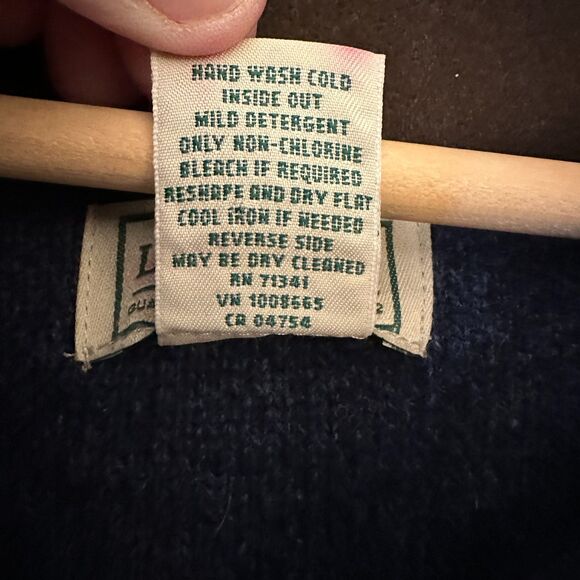 HAND WASH COLD
INSIDE OUT
MILD DETERGENT
ONLY NON-CHLORINE
BLEACH IF REQUIRED
RESHAPE AND DRY FLAT
COOL IRON IF NEEDED
REVERSE SIDE
MAY BE DRY CLEANED
RN 71341
VN 1008665
CA 04754